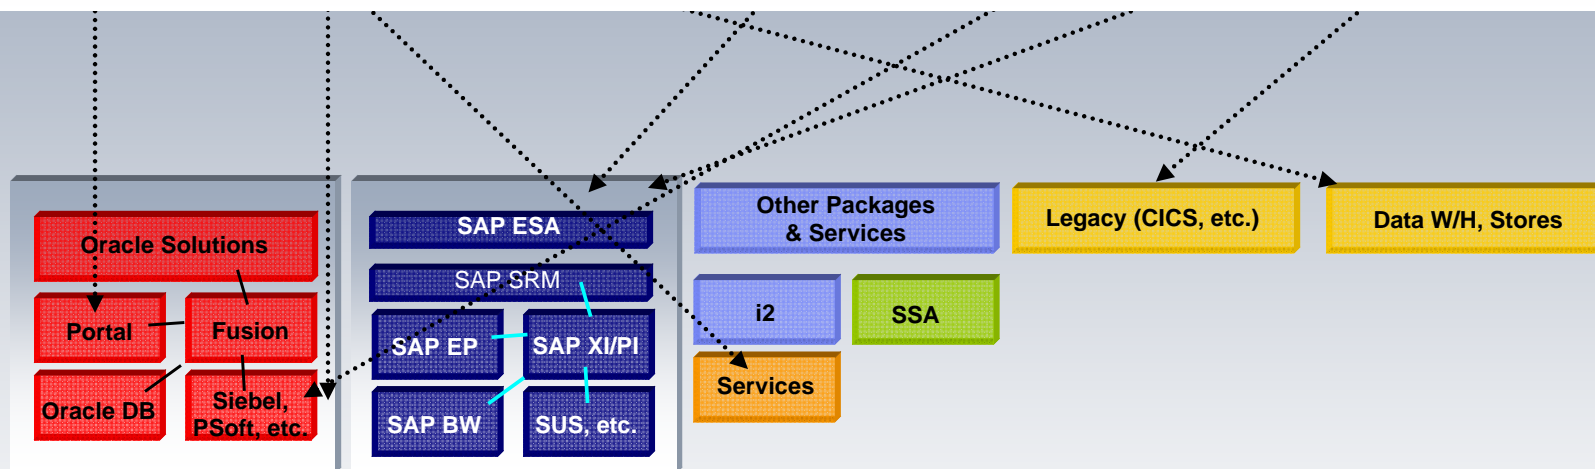 Oracle Solutions
Portal
Fusion
Oracle DB
Siebel,
PSoft, etc.
SAP ESA
SAP SRM
SAP EP
SAP XI/PI
SAP BW
SUS, etc.
Other Packages
& Services
i2
SSA
Services
Legacy (CICS, etc.)
Data W/H, Stores